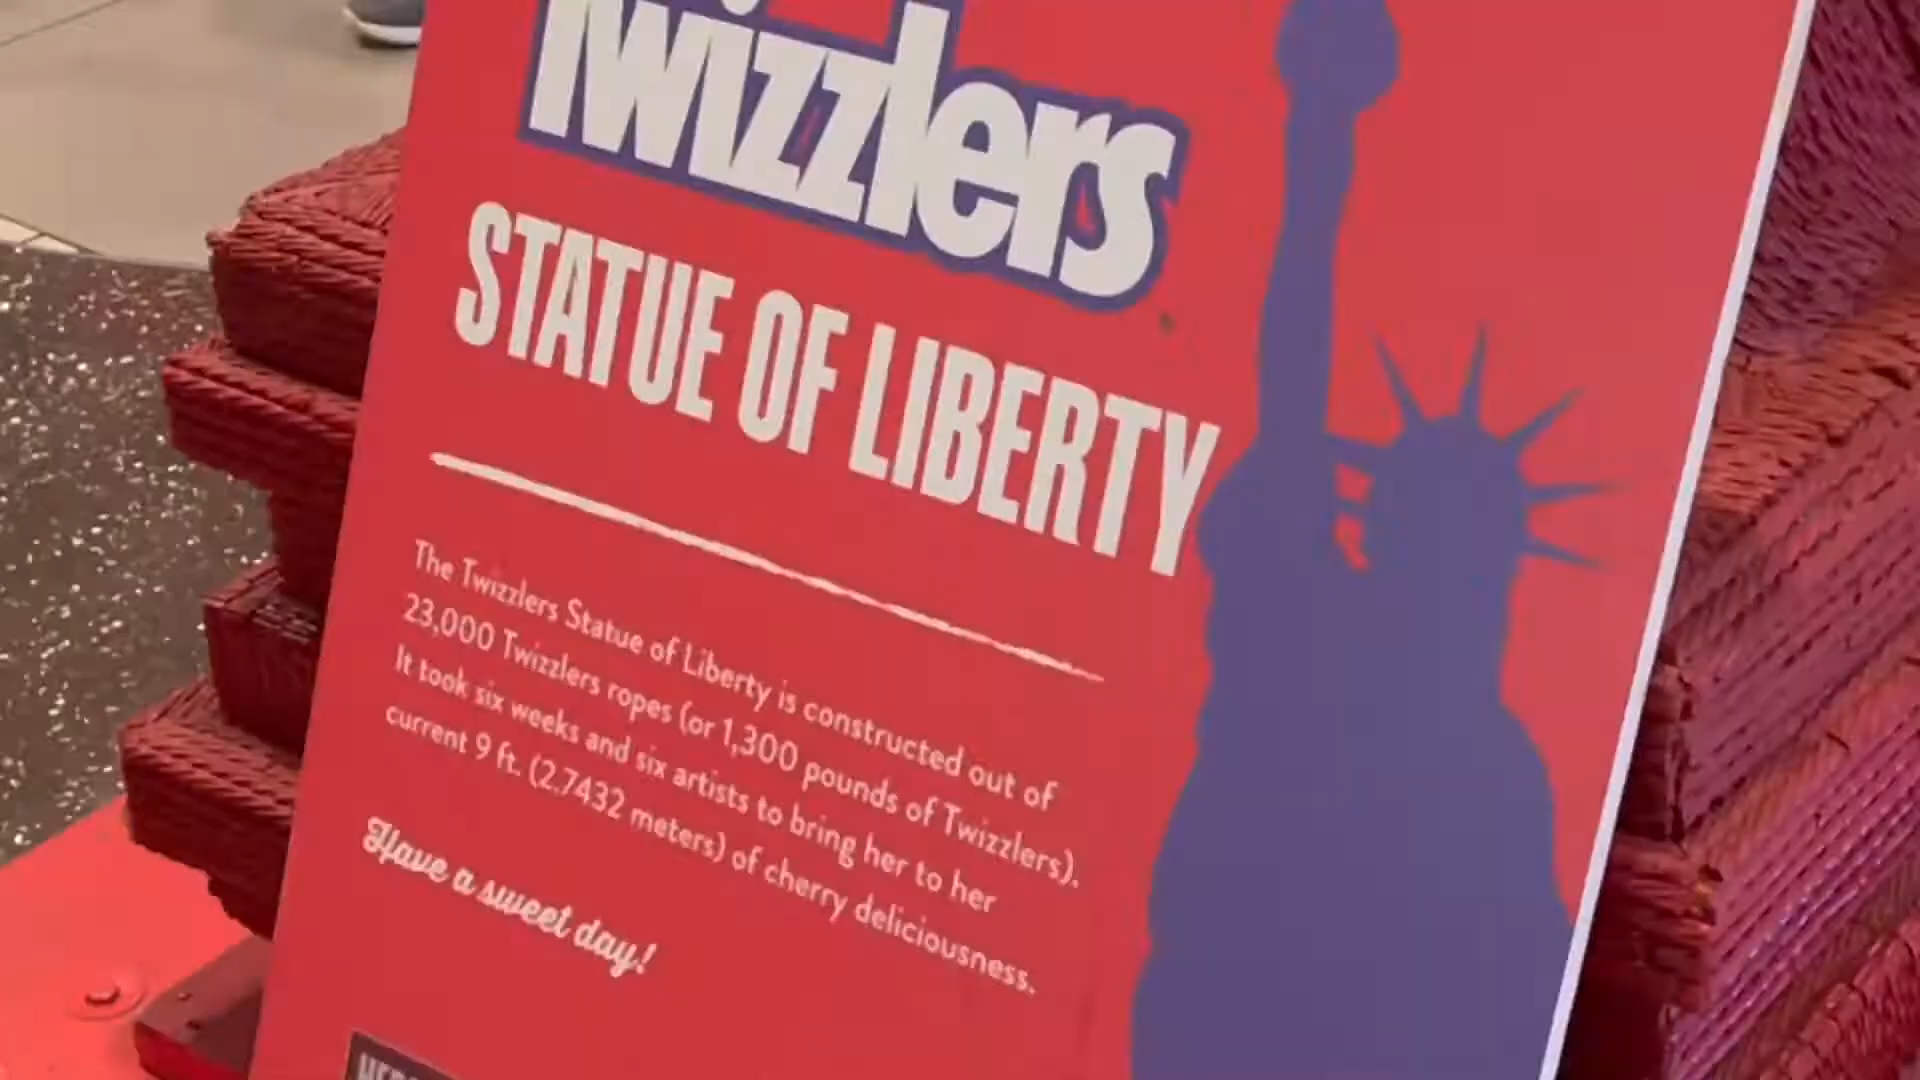 Twizzlers
STATUE OF LIBERTY
The Twizzlers Statue of Liberty is constructed out of
23,000 Twizzlers ropes (or 1,300 pounds of Twizzlers).
It took six weeks and six artists to bring her to her
current 9 ft. (2.7432 meters) of cherry deliciousness.
Have a sweet day!